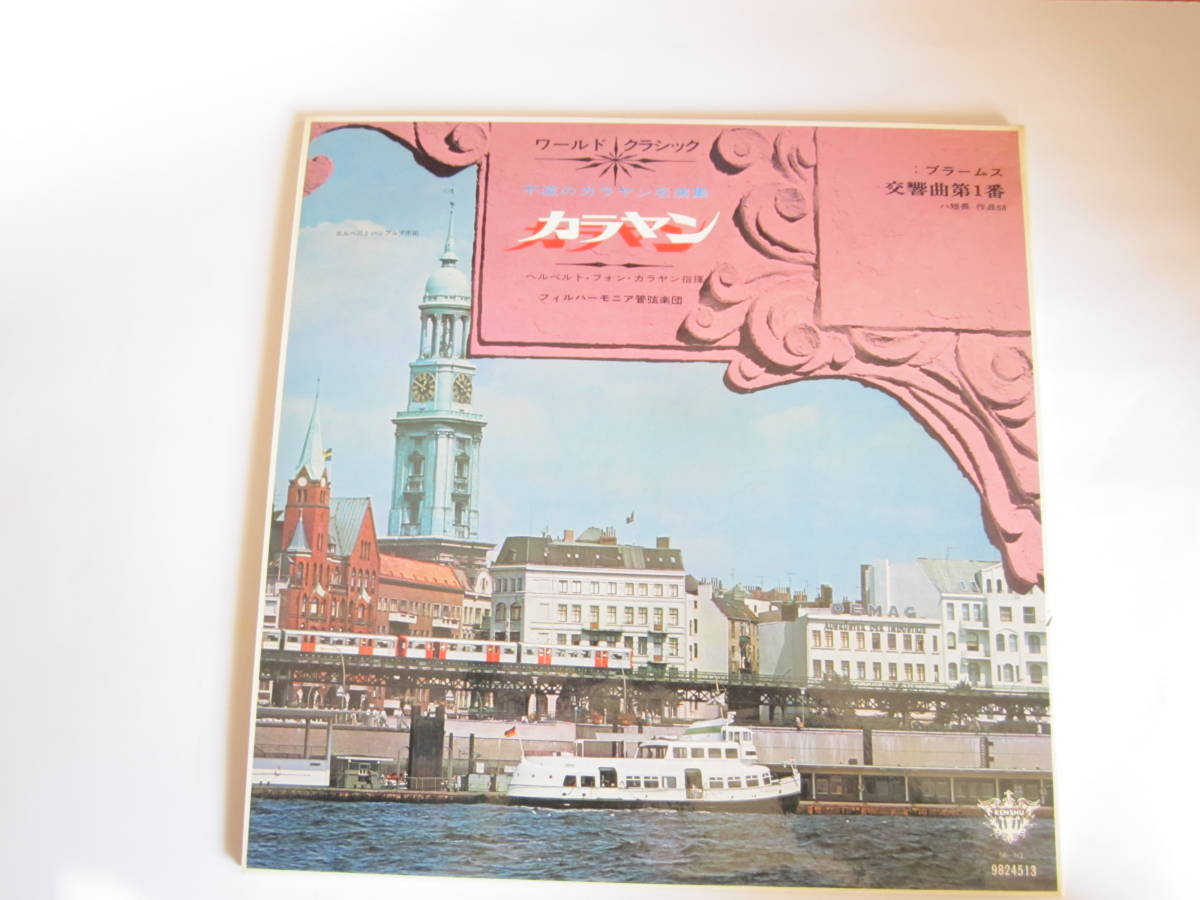 ワールド クラシック
不滅のカラヤン名演集
カラヤン
ヘルベルト・フォン・カラヤン指揮
フィルハーモニア管弦楽団
:ブラームス
交響曲第1番
ハ短長 作品68
DEMAG
KENSHU
9824513